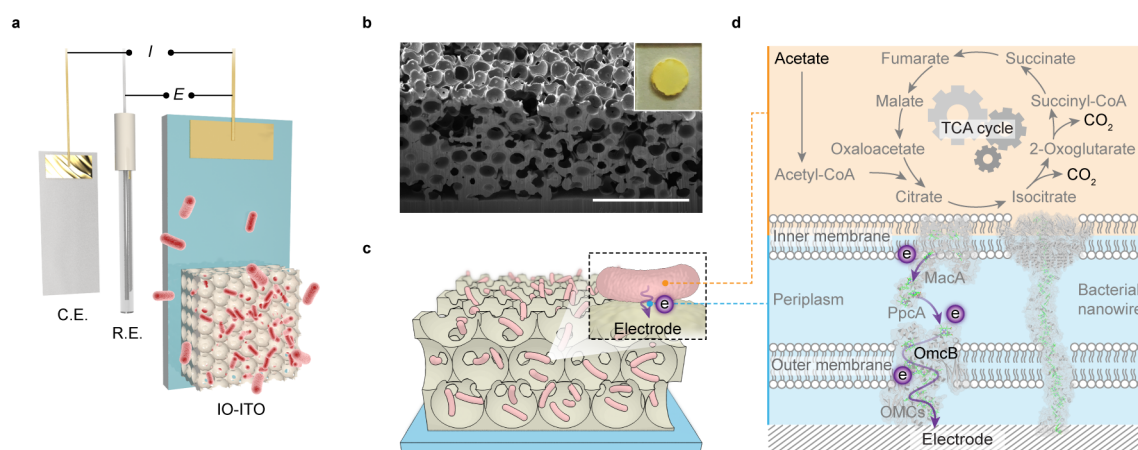 a
I
E
C.E.
R.E.
IO-ITO
b
c
e
Electrode
d
Acetate
Fumarate
Succinate
Malate
Succinyl-CoA
CO2
TCA cycle
Oxaloacetate
2-Oxoglutarate
Acetyl-CoA
CO2
Citrate
Isocitrate
Inner membrane
e
MacA
Periplasm
PpcA
e
Bacterial
nanowire
OmcB
Outer membrane
e
OMCs
Electrode